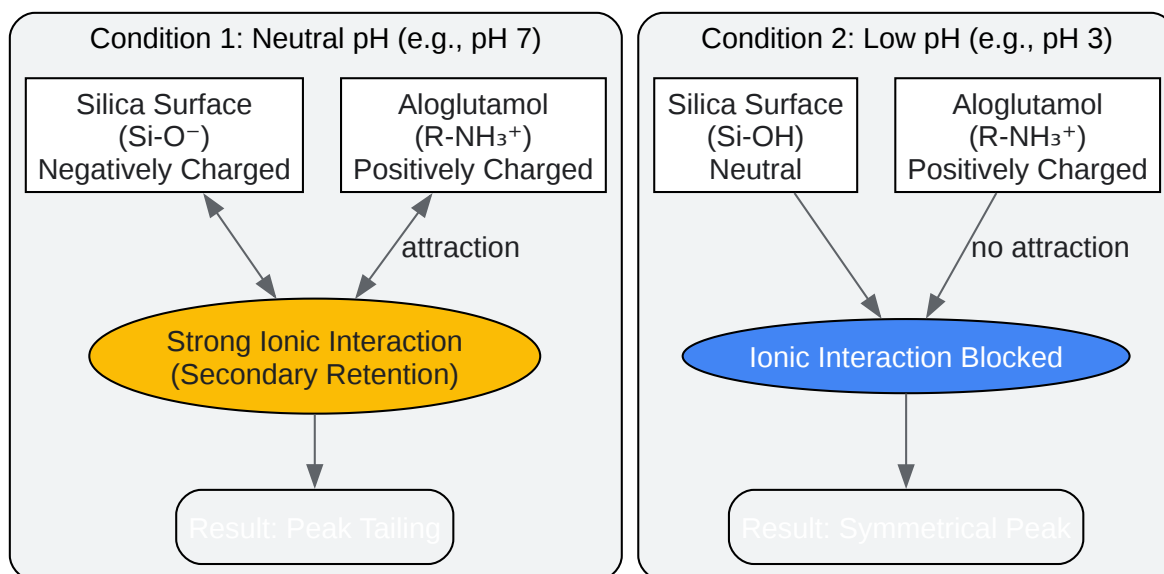 Condition 1: Neutral pH (e.g., pH 7)
Silica Surface
(Si-O⁻)
Negatively Charged
Aloglutamol
(R-NH₃⁺)
Positively Charged
attraction
Strong Ionic Interaction
(Secondary Retention)
Result: Peak Tailing
Condition 2: Low pH (e.g., pH 3)
Silica Surface
(Si-OH)
Neutral
Aloglutamol
(R-NH₃⁺)
Positively Charged
no attraction
Ionic Interaction Blocked
Result: Symmetrical Peak